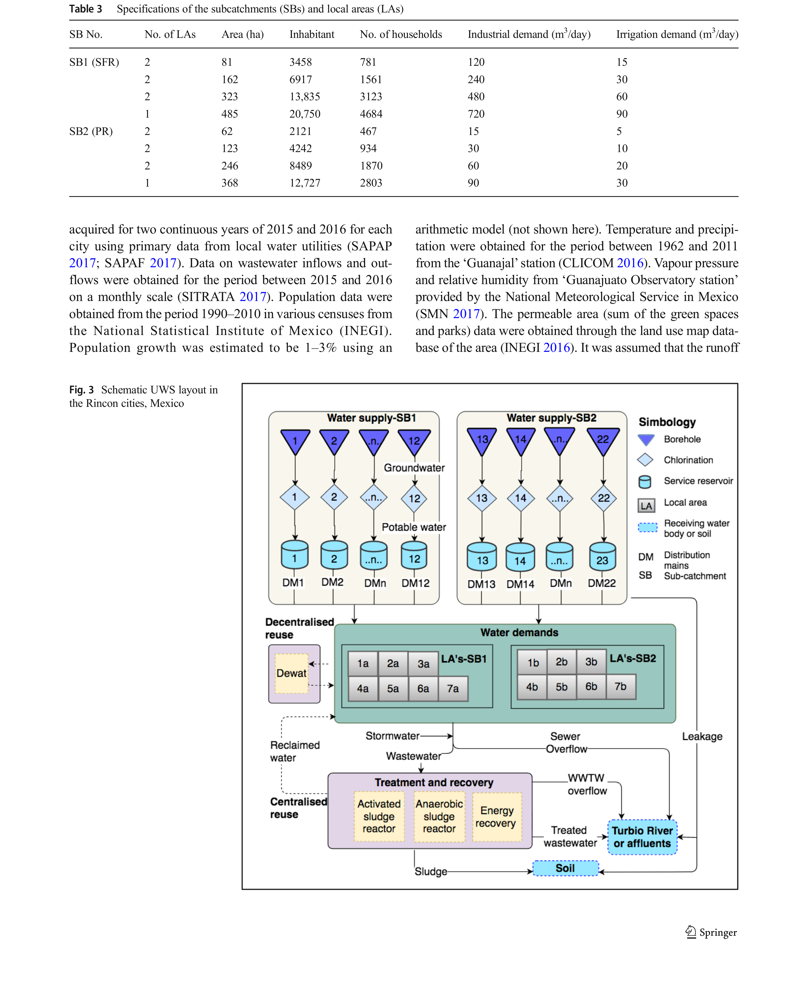 Table 3 Specifications of the subcatchments (SBs) and local areas (LAs)
SB No. No. of LAs Area (ha) Inhabitant No. of households Industrial demand (m³/day) Irrigation demand (m³/day)
SB1 (SFR) 2 81 3458 781 120 15
2 162 6917 1561 240 30
2 323 13,835 3123 480 60
1 485 20,750 4684 720 90
SB2 (PR) 2 62 2121 467 15 5
2 123 4242 934 30 10
2 246 8489 1870 60 20
1 368 12,727 2803 90 30
acquired for two continuous years of 2015 and 2016 for each
city using primary data from local water utilities (SAPAP
2017; SAPAF 2017). Data on wastewater inflows and out-
flows were obtained for the period between 2015 and 2016
on a monthly scale (SITRATA 2017). Population data were
obtained from the period 1990–2010 in various censuses from
the National Statistical Institute of Mexico (INEGI).
Population growth was estimated to be 1–3% using an
arithmetic model (not shown here). Temperature and precipi-
tation were obtained for the period between 1962 and 2011
from the ‘Guanajal’ station (CLICOM 2016). Vapour pressure
and relative humidity from ‘Guanajuato Observatory station’
provided by the National Meteorological Service in Mexico
(SMN 2017). The permeable area (sum of the green spaces
and parks) data were obtained through the land use map data-
base of the area (INEGI 2016). It was assumed that the runoff
Fig. 3 Schematic UWS layout in
the Rincon cities, Mexico
Water supply-SB1
1 2 ..n.. 12
Groundwater
1 2 ..n.. 12
Potable water
1 2 ..n.. 12
DM1 DM2 DMn DM12
Water supply-SB2
13 14 ..n.. 22
13 14 ..n.. 22
13 14 ..n.. 23
DM13 DM14 DMn DM22
Simbology
Borehole
Chlorination
Service reservoir
LA Local area
Receiving water
body or soil
DM Distribution
mains
SB Sub-catchment
Decentralised
reuse
Dewat
Water demands
1a 2a 3a LA's-SB1
4a 5a 6a 7a
1b 2b 3b LA's-SB2
4b 5b 6b 7b
Stormwater
Wastewater
Sewer
Overflow
Leakage
Reclaimed
water
Centralised
reuse
Treatment and recovery
Activated
sludge
reactor
Anaerobic
sludge
reactor
Energy
recovery
WWTW
overflow
Treated
wastewater
Turbio River
or affluents
Sludge
Soil
Springer